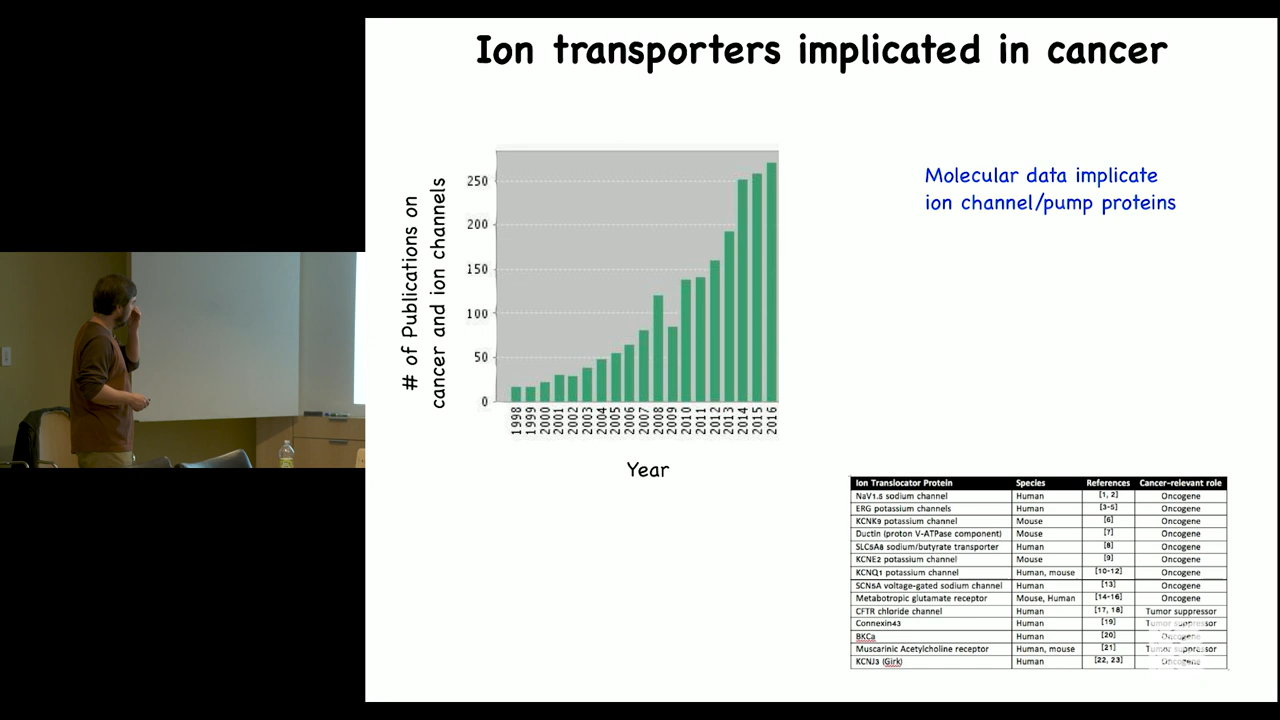 Ion transporters implicated in cancer
# of Publications on
cancer and ion channels
250
200
150
100
50
0
1998 1999 2000 2001 2002 2003 2004 2005 2006 2007 2008 2009 2010 2011 2012 2013 2014 2015 2016
Year
Molecular data implicate
ion channel/pump proteins
Ion Translocator Protein Species References Cancer-relevant role
NaV1.5 sodium channel Human [1, 2] Oncogene
ERG potassium channels Human [3-5] Oncogene
KCNK9 potassium channel Mouse [6] Oncogene
Ductin (proton V-ATPase component) Mouse [7] Oncogene
SLC5A8 sodium/butyrate transporter Human [8] Oncogene
KCNE2 potassium channel Mouse [9] Oncogene
KCNQ1 potassium channel Human, mouse [10-12] Oncogene
SCN5A voltage-gated sodium channel Human [13] Oncogene
Metabotropic glutamate receptor Mouse, Human [14-16] Oncogene
CFTR chloride channel Human [17, 18] Tumor suppressor
Connexin43 Human [19] Tumor suppressor
BKCa Human [20] Oncogene
Muscarinic Acetylcholine receptor Human, mouse [21] Tumor suppressor
KCNJ3 (Girk) Human [22, 23] Oncogene